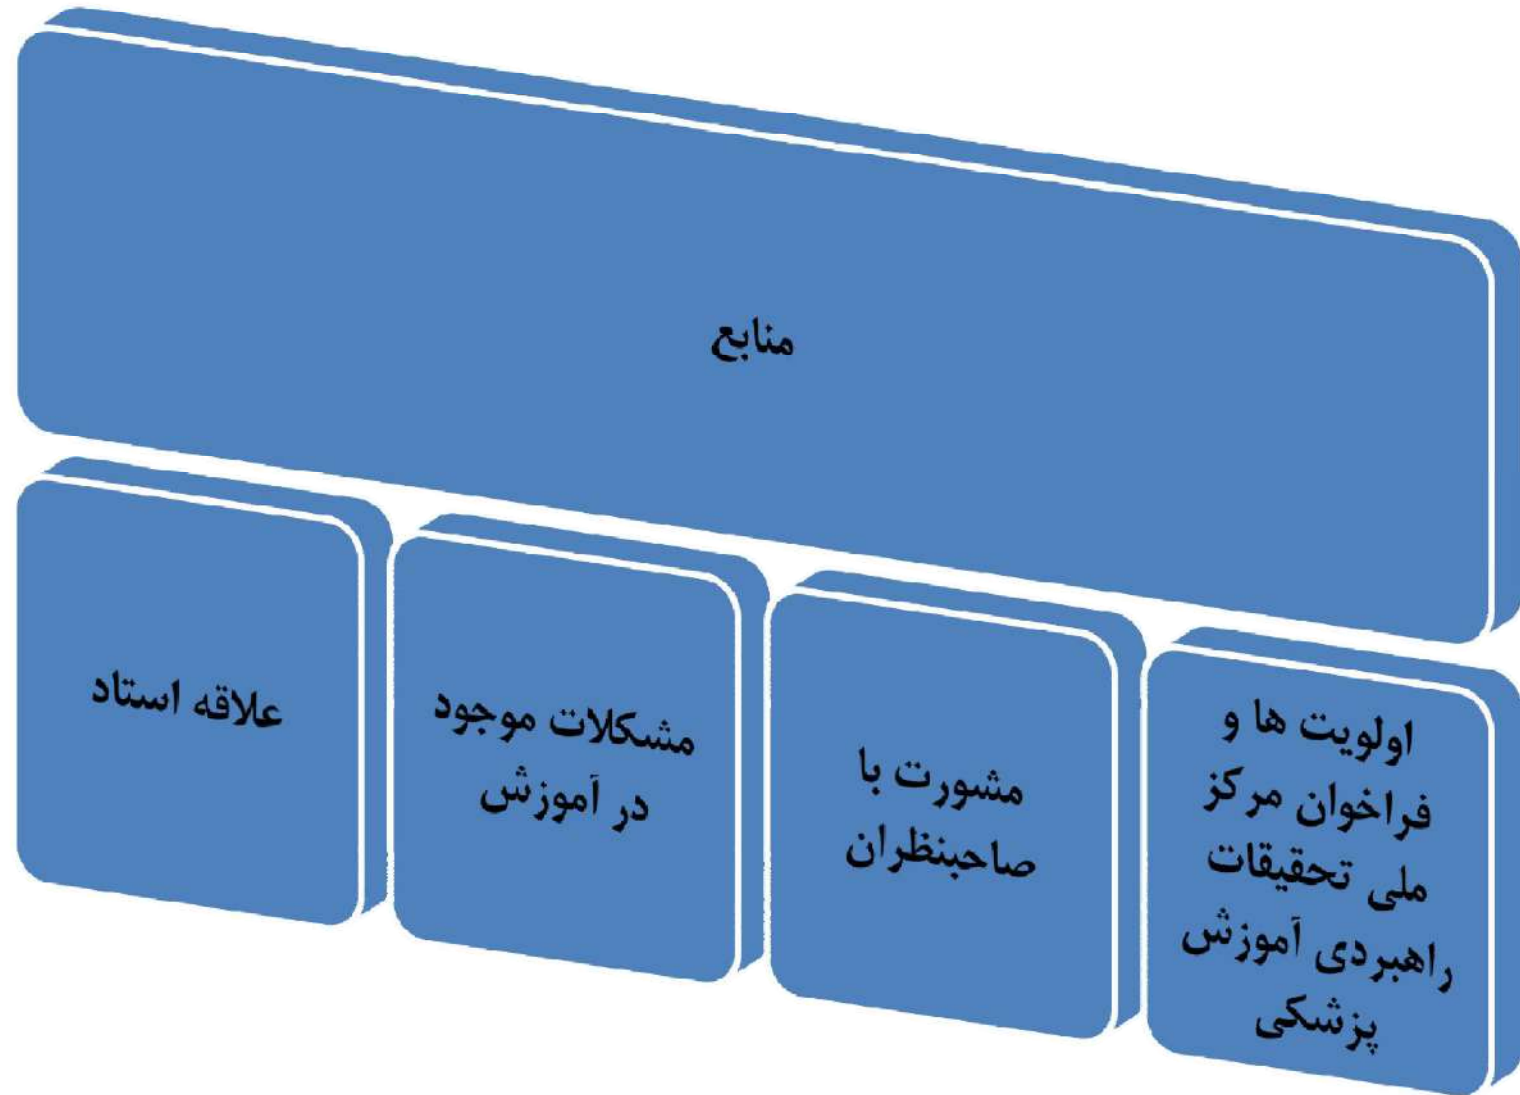 منابع
اولویت ها و
فراخوان مرکز
ملی تحقیقات
راهبردی آموزش
پزشکی
مشورت با
صاحبنظران
مشکلات موجود
در آموزش
علاقه استاد